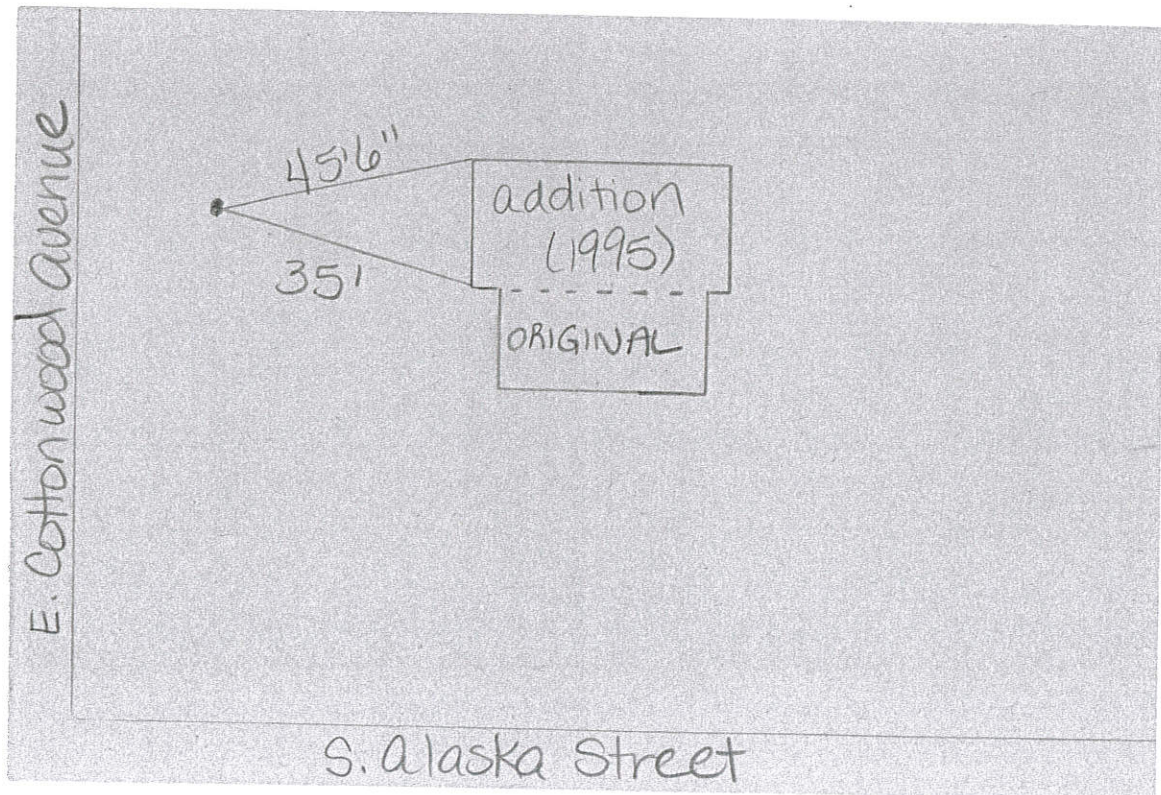 E. Cottonwood avenue
45'6"
35'
addition
(1995)
ORIGINAL
S. Alaska Street